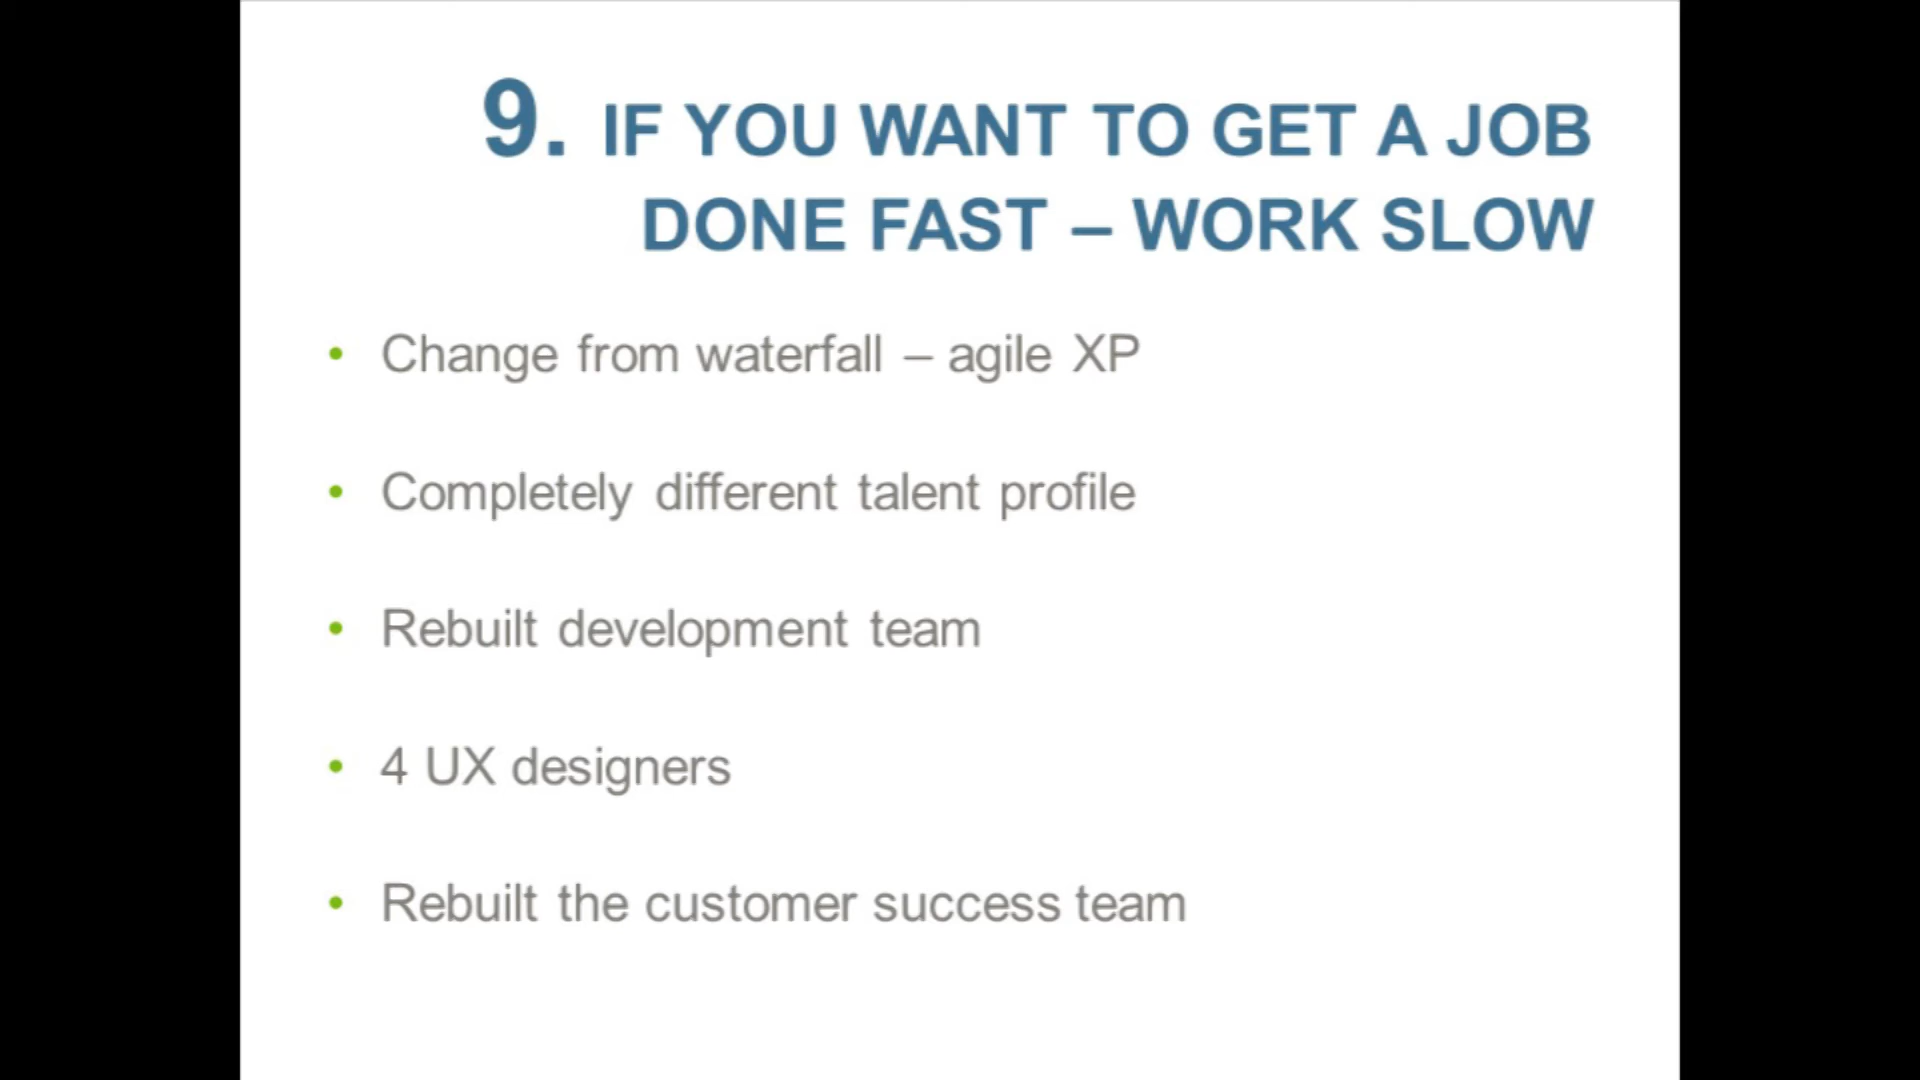 9. IF YOU WANT TO GET A JOB
DONE FAST – WORK SLOW
• Change from waterfall – agile XP
• Completely different talent profile
• Rebuilt development team
• 4 UX designers
• Rebuilt the customer success team